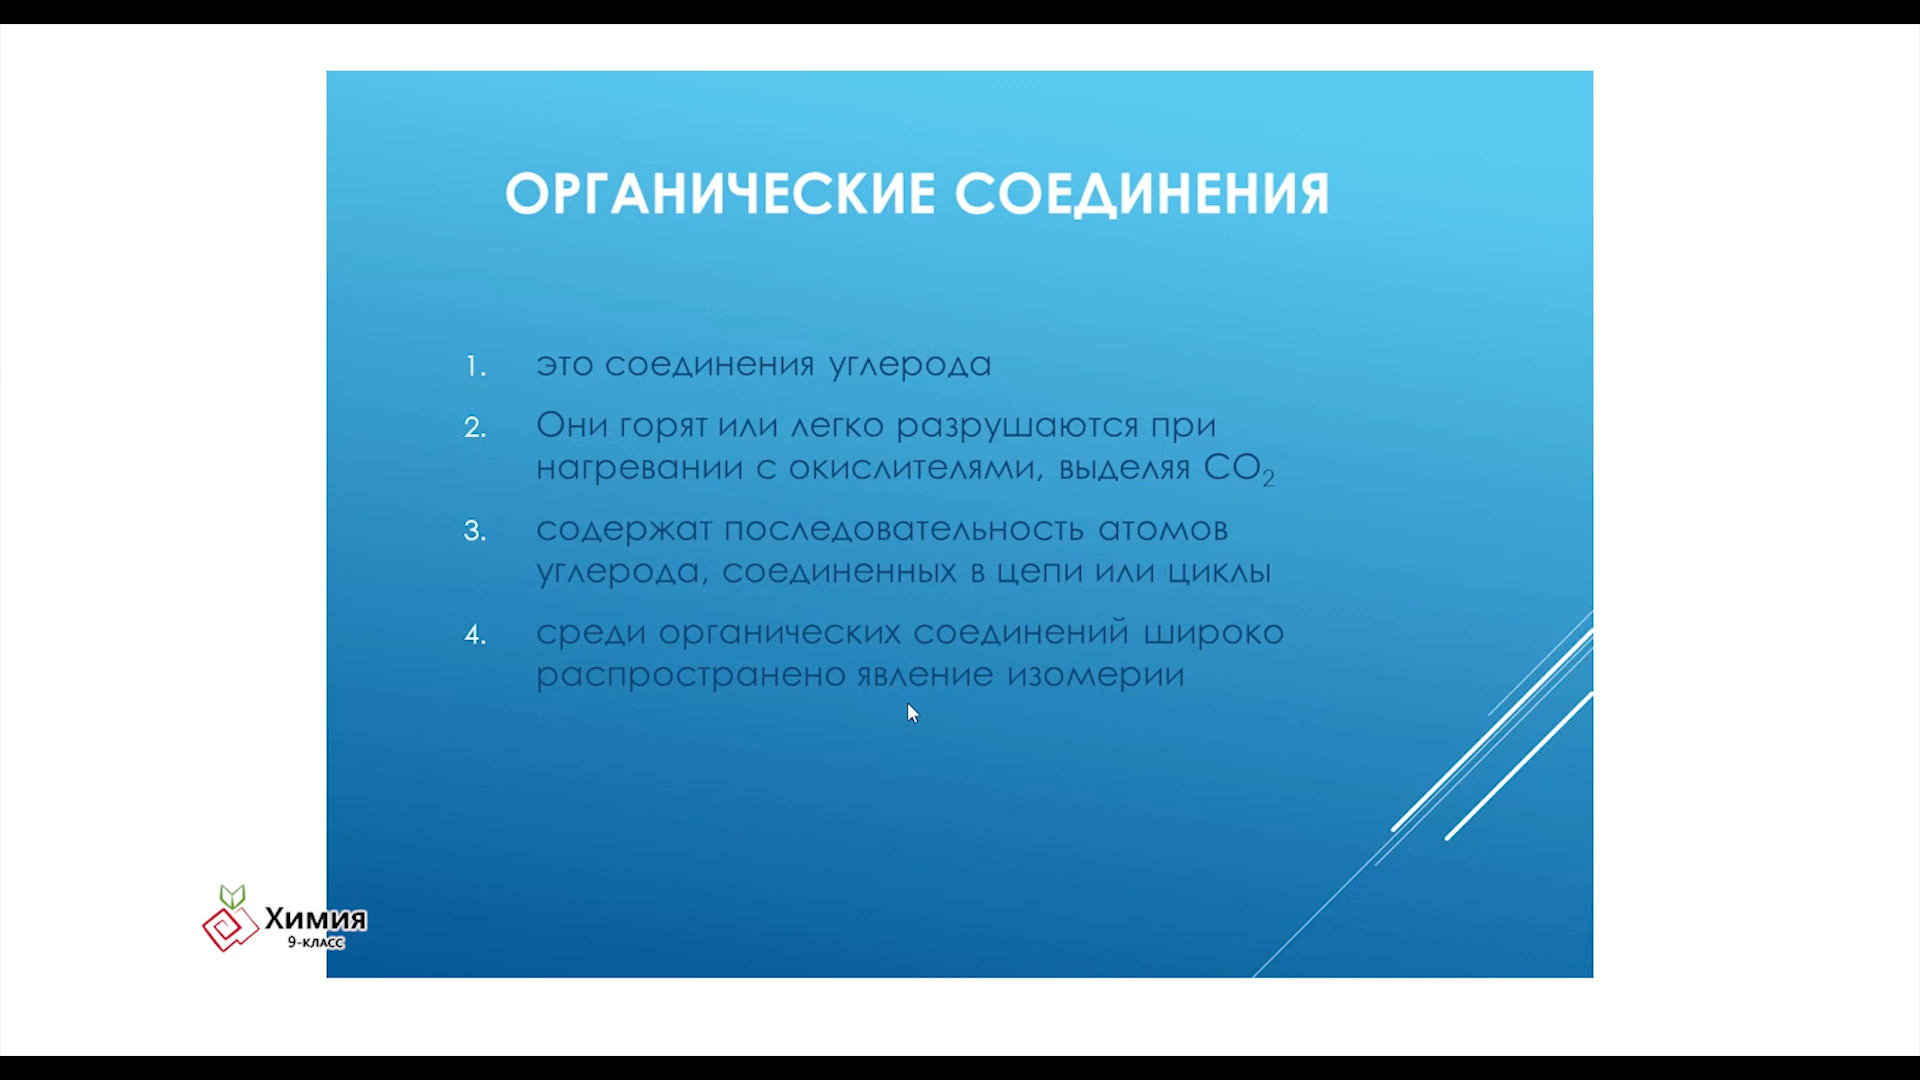 ОРГАНИЧЕСКИЕ СОЕДИНЕНИЯ
1. это соединения углерода
2. Они горят или легко разрушаются при
нагревании с окислителями, выделяя CO₂
3. содержат последовательность атомов
углерода, соединенных в цепи или циклы
4. среди органических соединений широко
распространено явление изомерии
Химия
9-класс